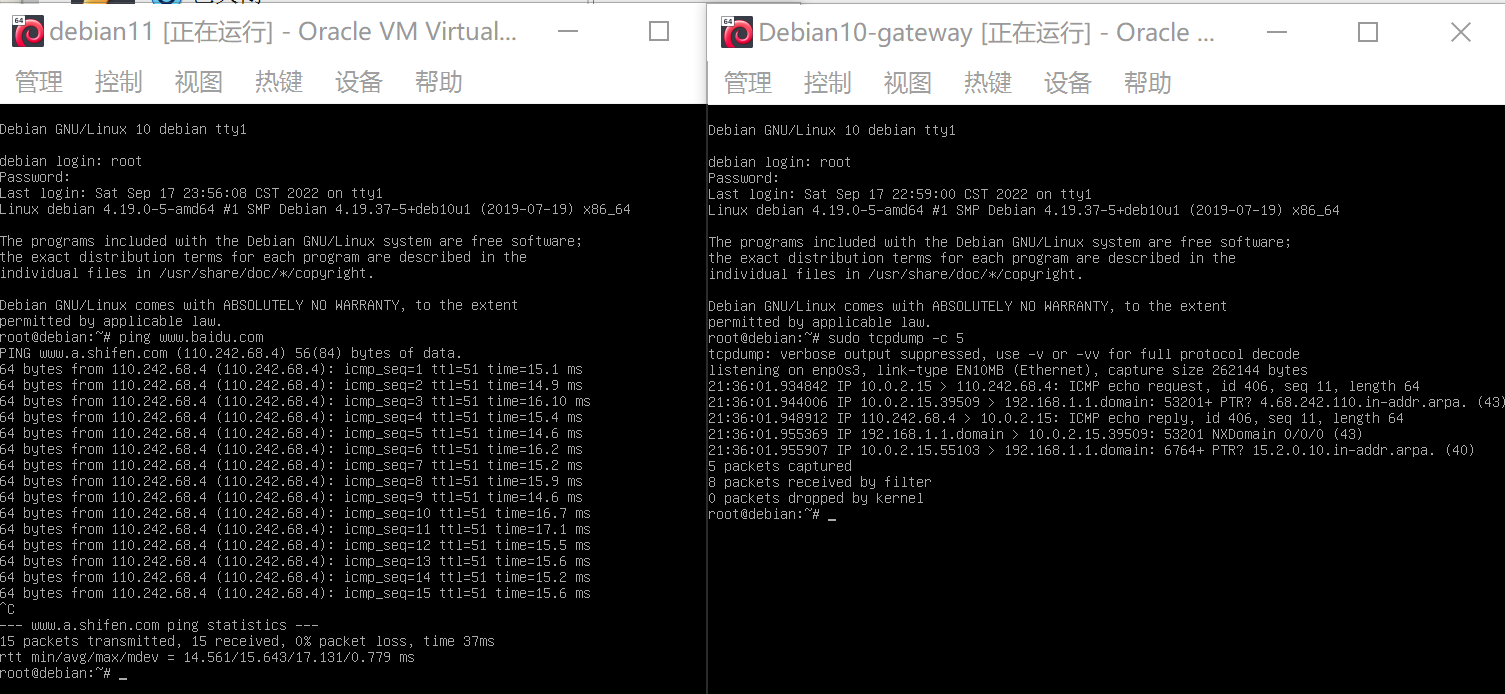 64 debian11 [正在运行] - Oracle VM Virtual...
管理 控制 视图 热键 设备 帮助
Debian GNU/Linux 10 debian tty1
debian login: root
Password:
Last login: Sat Sep 17 23:56:08 CST 2022 on tty1
Linux debian 4.19.0-5-amd64 #1 SMP Debian 4.19.37-5+deb10u1 (2019-07-19) x86_64
The programs included with the Debian GNU/Linux system are free software;
the exact distribution terms for each program are described in the
individual files in /usr/share/doc/*/copyright.
Debian GNU/Linux comes with ABSOLUTELY NO WARRANTY, to the extent
permitted by applicable law.
root@debian:~# ping www.baidu.com
PING www.a.shifen.com (110.242.68.4) 56(84) bytes of data.
64 bytes from 110.242.68.4 (110.242.68.4): icmp_seq=1 ttl=51 time=15.1 ms
64 bytes from 110.242.68.4 (110.242.68.4): icmp_seq=2 ttl=51 time=14.9 ms
64 bytes from 110.242.68.4 (110.242.68.4): icmp_seq=3 ttl=51 time=16.10 ms
64 bytes from 110.242.68.4 (110.242.68.4): icmp_seq=4 ttl=51 time=15.4 ms
64 bytes from 110.242.68.4 (110.242.68.4): icmp_seq=5 ttl=51 time=14.6 ms
64 bytes from 110.242.68.4 (110.242.68.4): icmp_seq=6 ttl=51 time=16.2 ms
64 bytes from 110.242.68.4 (110.242.68.4): icmp_seq=7 ttl=51 time=15.2 ms
64 bytes from 110.242.68.4 (110.242.68.4): icmp_seq=8 ttl=51 time=15.9 ms
64 bytes from 110.242.68.4 (110.242.68.4): icmp_seq=9 ttl=51 time=14.6 ms
64 bytes from 110.242.68.4 (110.242.68.4): icmp_seq=10 ttl=51 time=16.7 ms
64 bytes from 110.242.68.4 (110.242.68.4): icmp_seq=11 ttl=51 time=17.1 ms
64 bytes from 110.242.68.4 (110.242.68.4): icmp_seq=12 ttl=51 time=15.5 ms
64 bytes from 110.242.68.4 (110.242.68.4): icmp_seq=13 ttl=51 time=15.6 ms
64 bytes from 110.242.68.4 (110.242.68.4): icmp_seq=14 ttl=51 time=15.2 ms
64 bytes from 110.242.68.4 (110.242.68.4): icmp_seq=15 ttl=51 time=15.6 ms
^C
--- www.a.shifen.com ping statistics ---
15 packets transmitted, 15 received, 0% packet loss, time 37ms
rtt min/avg/max/mdev = 14.561/15.643/17.131/0.779 ms
root@debian:~# _
64 Debian10-gateway [正在运行] - Oracle ...
管理 控制 视图 热键 设备 帮助
Debian GNU/Linux 10 debian tty1
debian login: root
Password:
Last login: Sat Sep 17 22:59:00 CST 2022 on tty1
Linux debian 4.19.0-5-amd64 #1 SMP Debian 4.19.37-5+deb10u1 (2019-07-19) x86_64
The programs included with the Debian GNU/Linux system are free software;
the exact distribution terms for each program are described in the
individual files in /usr/share/doc/*/copyright.
Debian GNU/Linux comes with ABSOLUTELY NO WARRANTY, to the extent
permitted by applicable law.
root@debian:~# sudo tcpdump -c 5
tcpdump: verbose output suppressed, use -v or -vv for full protocol decode
listening on enp0s3, link-type EN10MB (Ethernet), capture size 262144 bytes
21:36:01.934842 IP 10.0.2.15 > 110.242.68.4: ICMP echo request, id 406, seq 11, length 64
21:36:01.944006 IP 10.0.2.15.39509 > 192.168.1.1.domain: 53201+ PTR? 4.68.242.110.in-addr.arpa. (43)
21:36:01.948912 IP 110.242.68.4 > 10.0.2.15: ICMP echo reply, id 406, seq 11, length 64
21:36:01.955369 IP 192.168.1.1.domain > 10.0.2.15.39509: 53201 NXDomain 0/0/0 (43)
21:36:01.955907 IP 10.0.2.15.55103 > 192.168.1.1.domain: 6764+ PTR? 15.2.0.10.in-addr.arpa. (40)
5 packets captured
8 packets received by filter
0 packets dropped by kernel
root@debian:~# _